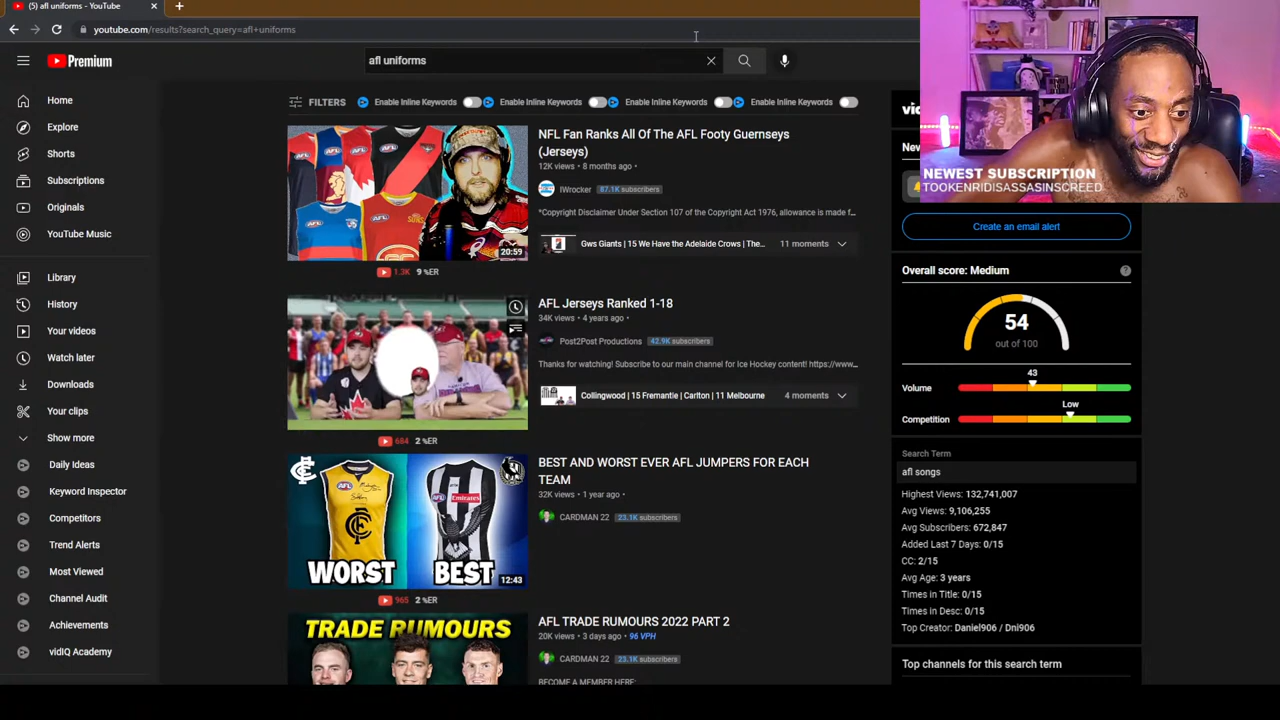 (5) afl uniforms - YouTube
youtube.com/results?search_query=afl+uniforms
Premium
afl uniforms
Home
Explore
Shorts
Subscriptions
Originals
YouTube Music
Library
History
Your videos
Watch later
Downloads
Your clips
Show more
Daily Ideas
Keyword Inspector
Competitors
Trend Alerts
Most Viewed
Channel Audit
Achievements
vidIQ Academy
FILTERS
Enable Inline Keywords
Enable Inline Keywords
Enable Inline Keywords
Enable Inline Keywords
AFL
20:59
1.3K 9 %ER
NFL Fan Ranks All Of The AFL Footy Guernseys
(Jerseys)
12K views • 8 months ago •
IWrocker 87.1K subscribers
*Copyright Disclaimer Under Section 107 of the Copyright Act 1976, allowance is made f...
Gws Giants | 15 We Have the Adelaide Crows | The...
11 moments
684 2 %ER
AFL Jerseys Ranked 1-18
34K views • 4 years ago •
Post2Post Productions 42.9K subscribers
Thanks for watching! Subscribe to our main channel for Ice Hockey content! https://www...
Collingwood | 15 Fremantle | Carlton | 11 Melbourne
4 moments
AFL
Emirates
WORST
BEST
12:43
965 2 %ER
BEST AND WORST EVER AFL JUMPERS FOR EACH
TEAM
32K views • 1 year ago •
CARDMAN 22 23.1K subscribers
TRADE RUMOURS
AFL TRADE RUMOURS 2022 PART 2
20K views • 3 days ago • 96 VPH
CARDMAN 22 23.1K subscribers
BECOME A MEMBER HERE:
NEWEST SUBSCRIPTION
TOOKENRIDISASSASINSCREED
Create an email alert
Overall score: Medium
54
out of 100
43
Volume
Low
Competition
Search Term
afl songs
Highest Views: 132,741,007
Avg Views: 9,106,255
Avg Subscribers: 672,847
Added Last 7 Days: 0/15
CC: 2/15
Avg Age: 3 years
Times in Title: 0/15
Times in Desc: 0/15
Top Creator: Daniel906 / Dni906
Top channels for this search term